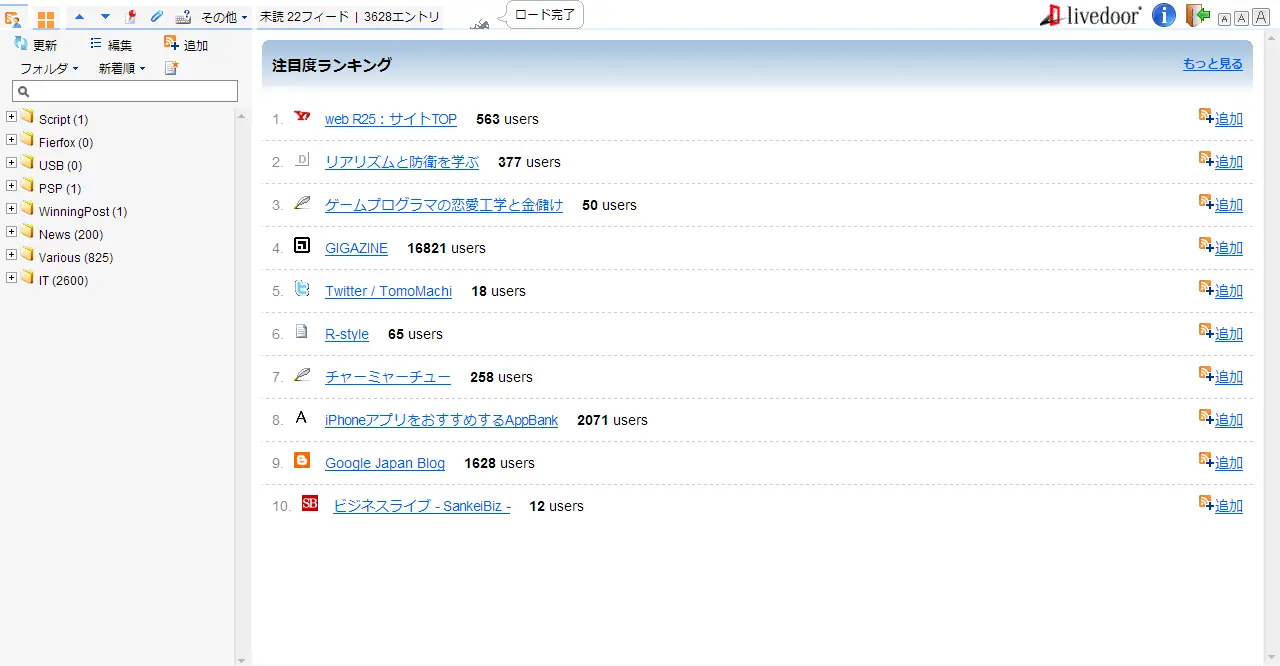 その他 未読 22フィード | 3628エントリ ロード完了 livedoor A A A
更新 編集 追加
フォルダ 新着順
注目度ランキング もっと見る
Script (1)
Fierfox (0)
USB (0)
PSP (1)
WinningPost (1)
News (200)
Various (825)
IT (2600)
1. web R25：サイトTOP 563 users 追加
2. D リアリズムと防衛を学ぶ 377 users 追加
3. ゲームプログラマの恋愛工学と金儲け 50 users 追加
4. GIGAZINE 16821 users 追加
5. Twitter / TomoMachi 18 users 追加
6. R-style 65 users 追加
7. チャーミャーチュー 258 users 追加
8. A iPhoneアプリをおすすめするAppBank 2071 users 追加
9. Google Japan Blog 1628 users 追加
10. SB ビジネスライブ - SankeiBiz - 12 users 追加